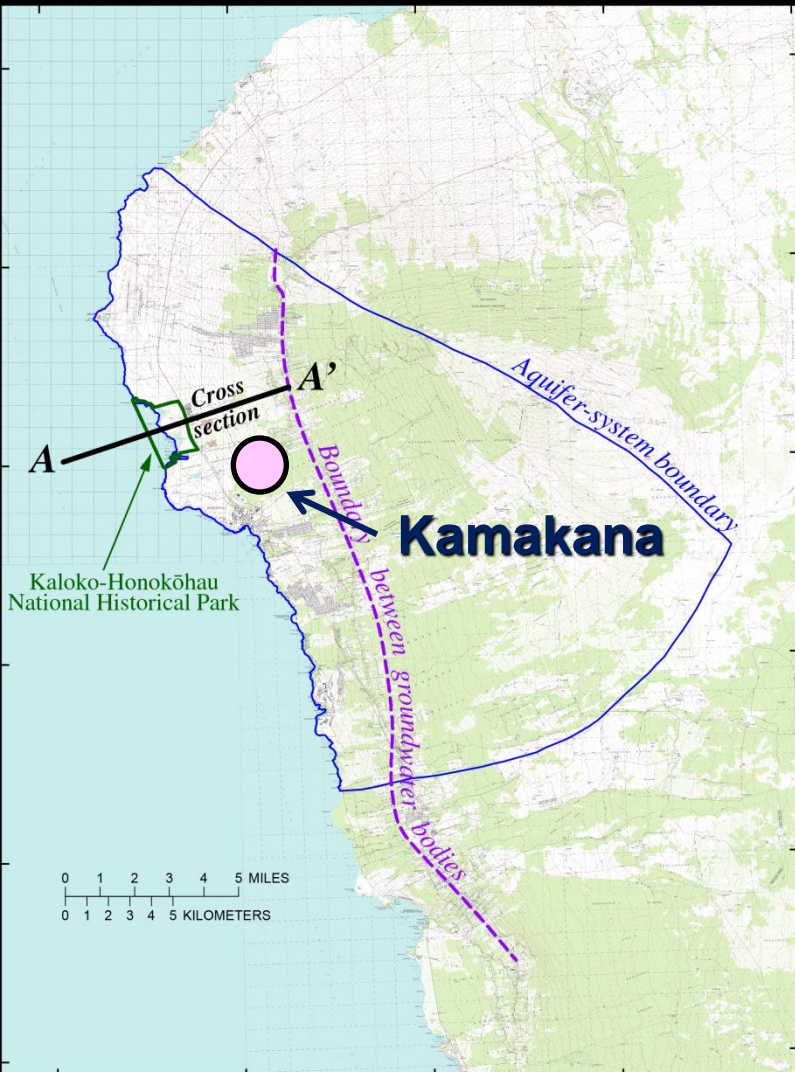 Aquifer-system boundary
A'
Cross
section
A
Boundary between groundwater bodies
Kamakana
Kaloko-Honokōhau
National Historical Park
0 1 2 3 4 5 MILES
0 1 2 3 4 5 KILOMETERS